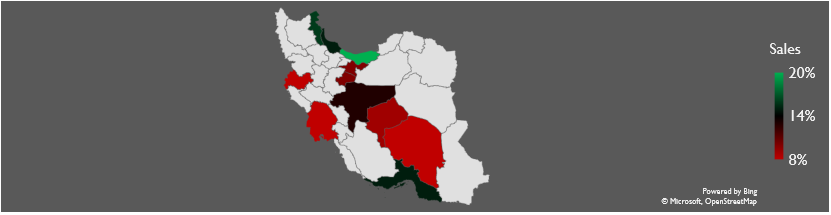 Sales
20%
14%
8%
Powered by Bing
© Microsoft, OpenStreetMap